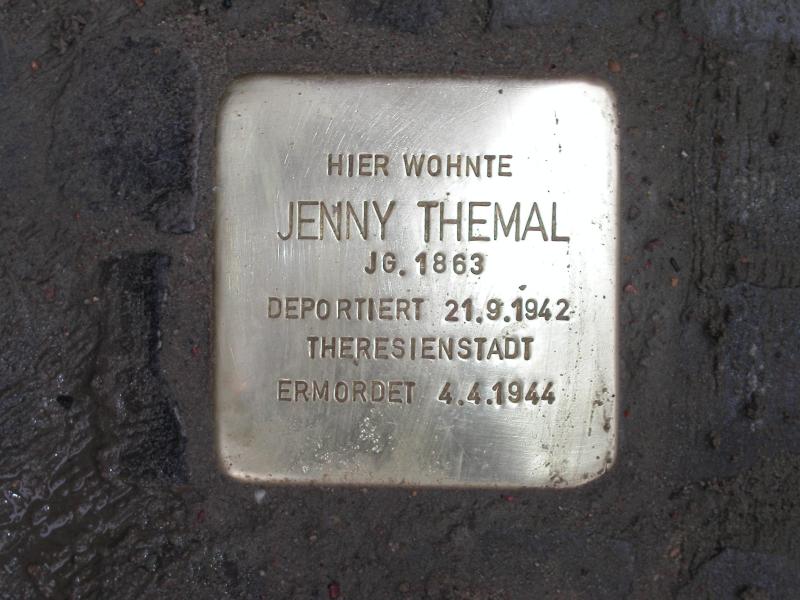 HIER WOHNTE
JENNY THEMAL
JG. 1863
DEPORTIERT 21.9.1942
THERESIENSTADT
ERMORDET 4.4.1944